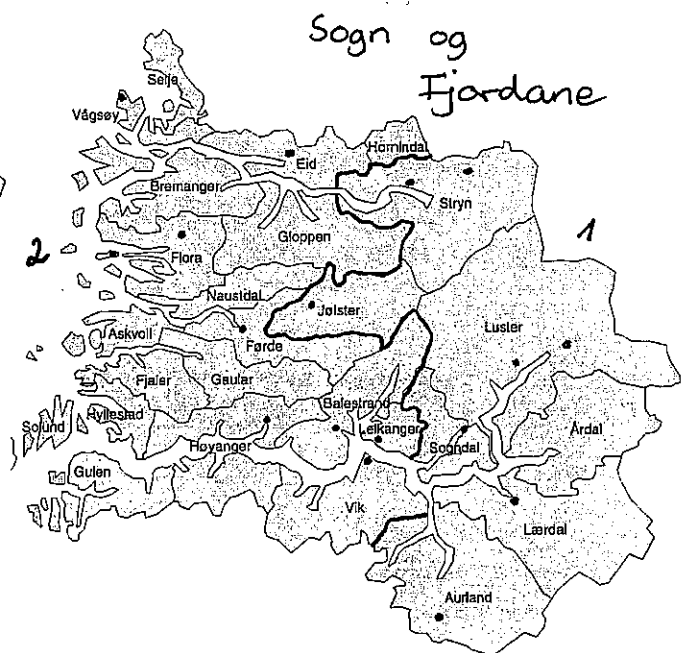 Sogn og
Fjordane
Selje
Vågsøy
Hornindal
Eid
Bremanger
Stryn
Gloppen
2
1
Flora
Naustdal
Jølster
Luster
Askvoll
Førde
Fjaler
Gaular
Balestrand
Hyllestad
Leikanger
Årdal
Solund
Sogndal
Høyanger
Gulen
Vik
Lærdal
Aurland